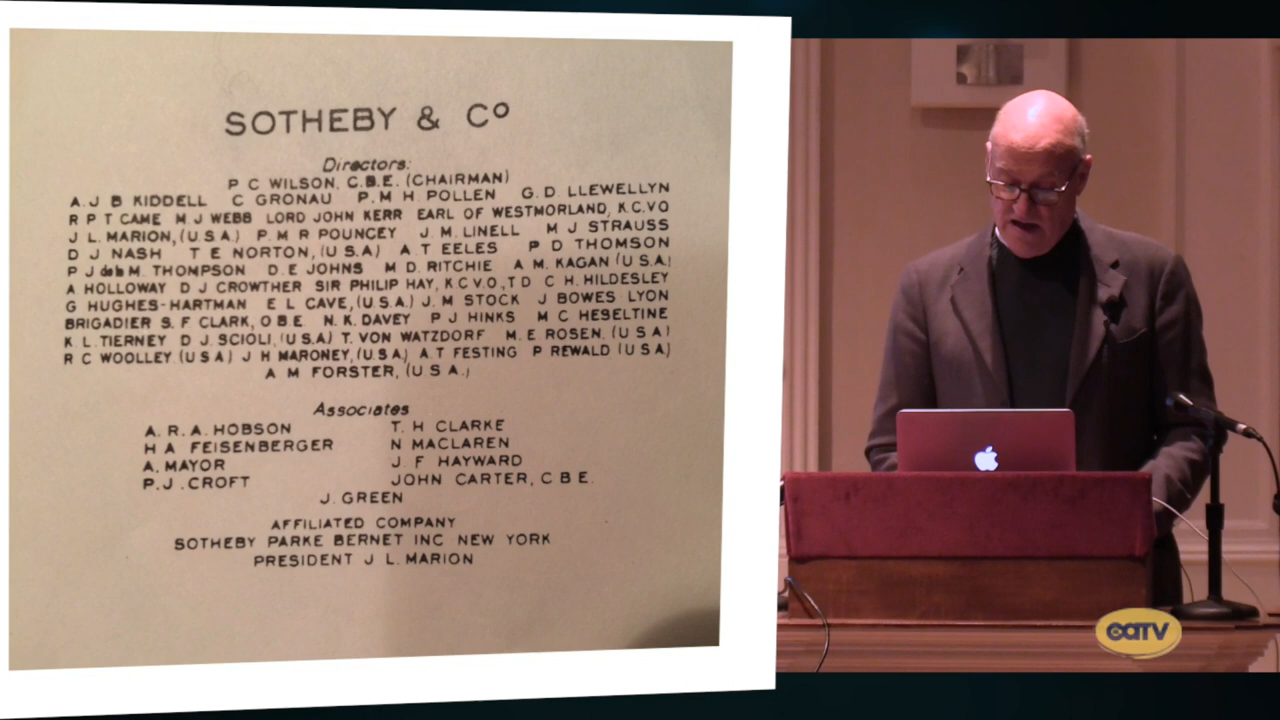 SOTHEBY & Cº
Directors:
P C WILSON, C.B.E. (CHAIRMAN)
A.J B KIDDELL C GRONAU P.M H. POLLEN G.D LLEWELLYN
R P T CAME M J WEBB LORD JOHN KERR EARL OF WESTMORLAND, K.C.V.O
J L. MARION, (U.S.A.) P. M R POUNCEY J. M. LINELL M J STRAUSS
D J NASH T E NORTON, (U.S.A) A T EELES P D THOMSON
P J de la M. THOMPSON D.E JOHNS M D. RITCHIE A M. KAGAN (U S.A.)
A HOLLOWAY D J CROWTHER SIR PHILIP HAY, K.C V.O., T D C H. HILDESLEY
G HUGHES-HARTMAN E L CAVE, (U.S.A.) J. M STOCK J BOWES LYON
BRIGADIER S. F CLARK, O B E. N. K. DAVEY P J HINKS M C HESELTINE
K L. TIERNEY D J. SCIOLI, (U S.A.) T. VON WATZDORF M. E ROSEN, (U S A)
R C WOOLLEY (U S A) J H MARONEY, (U.S.A.) A.T FESTING P REWALD (U S A.)
A M FORSTER, (U S A.)
Associates
A. R. A. HOBSON T. H CLARKE
H A FEISENBERGER N MACLAREN
A. MAYOR J. F HAYWARD
P.J. CROFT JOHN CARTER, C B E.
J. GREEN
AFFILIATED COMPANY
SOTHEBY PARKE BERNET INC NEW YORK
PRESIDENT J L. MARION
CATV